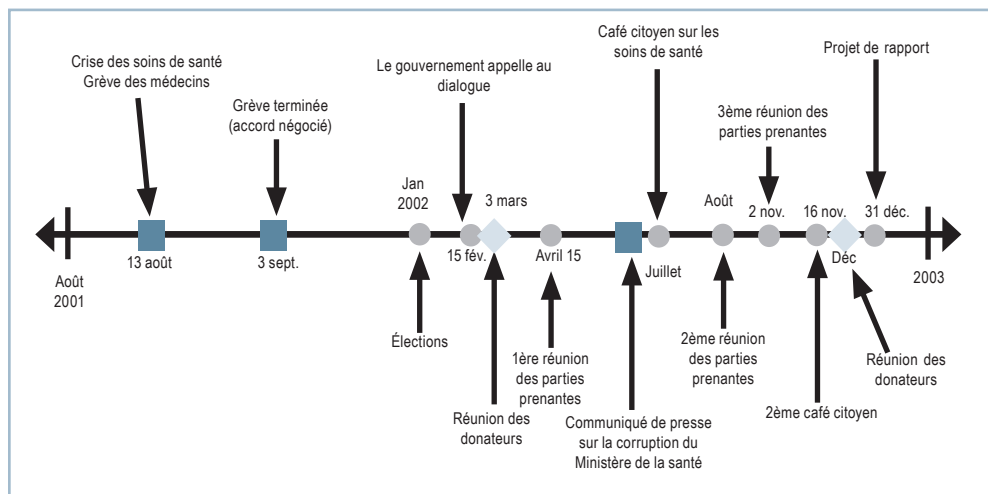 Crise des soins de santé
Grève des médecins
Grève terminée
(accord négocié)
Le gouvernement appelle au
dialogue
Café citoyen sur les
soins de santé
Projet de rapport
3ème réunion des
parties prenantes
Jan
2002
3 mars
Août
2 nov.
16 nov.
31 déc.
Août
2001
13 août
3 sept.
15 fév.
Avril 15
Juillet
Déc
2003
Élections
Réunion des
donateurs
1ère réunion
des parties
prenantes
Communiqué de presse
sur la corruption du
Ministère de la santé
2ème réunion
des parties
prenantes
2ème café citoyen
Réunion des
donateurs